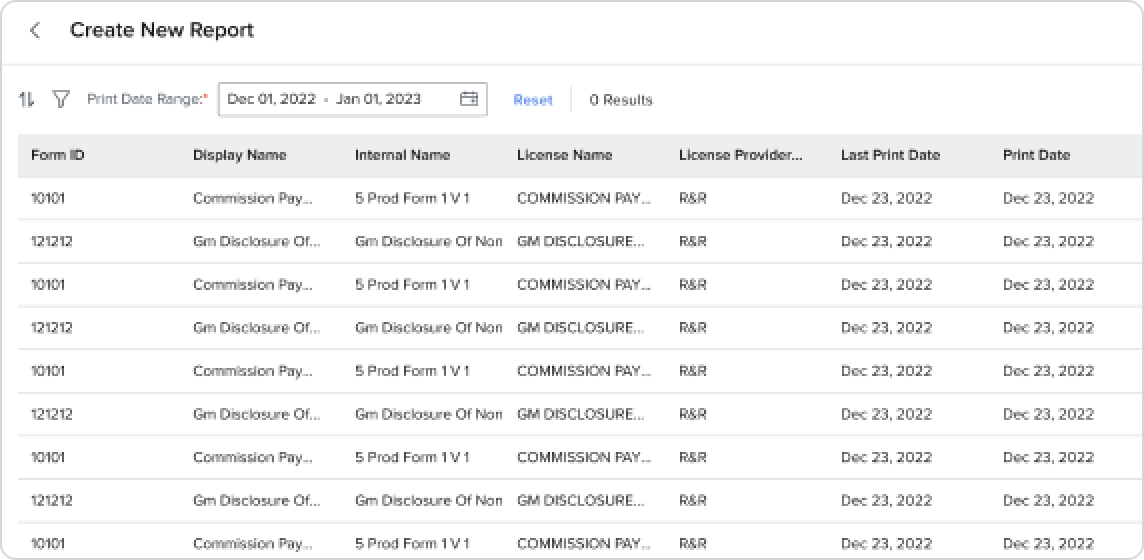 Create New Report
Print Date Range:* Dec 01, 2022 - Jan 01, 2023 Reset 0 Results
Form ID Display Name Internal Name License Name License Provider... Last Print Date Print Date
10101 Commission Pay... 5 Prod Form 1 V 1 COMMISSION PAY... R&R Dec 23, 2022 Dec 23, 2022
121212 Gm Disclosure Of... Gm Disclosure Of Non GM DISCLOSURE... R&R Dec 23, 2022 Dec 23, 2022
10101 Commission Pay... 5 Prod Form 1 V 1 COMMISSION PAY... R&R Dec 23, 2022 Dec 23, 2022
121212 Gm Disclosure Of... Gm Disclosure Of Non GM DISCLOSURE... R&R Dec 23, 2022 Dec 23, 2022
10101 Commission Pay... 5 Prod Form 1 V 1 COMMISSION PAY... R&R Dec 23, 2022 Dec 23, 2022
121212 Gm Disclosure Of... Gm Disclosure Of Non GM DISCLOSURE... R&R Dec 23, 2022 Dec 23, 2022
10101 Commission Pay... 5 Prod Form 1 V 1 COMMISSION PAY... R&R Dec 23, 2022 Dec 23, 2022
121212 Gm Disclosure Of... Gm Disclosure Of Non GM DISCLOSURE... R&R Dec 23, 2022 Dec 23, 2022
10101 Commission Pay... 5 Prod Form 1 V 1 COMMISSION PAY... R&R Dec 23, 2022 Dec 23, 2022